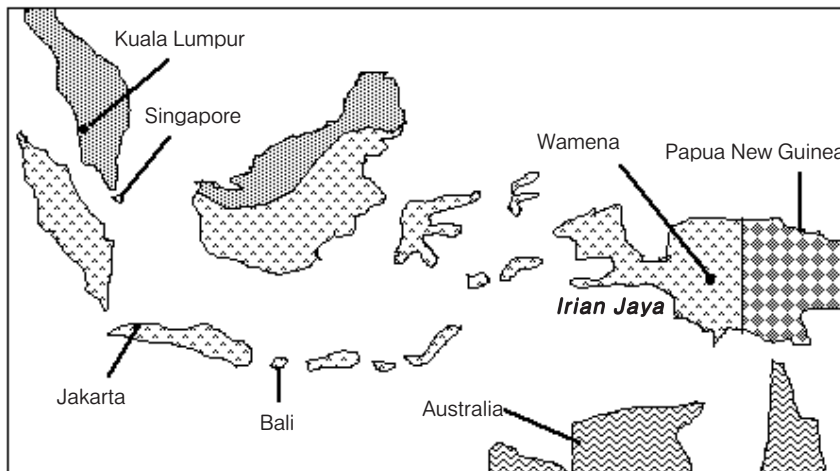 Kuala Lumpur
Singapore
Wamena
Papua New Guinea
Irian Jaya
Jakarta
Bali
Australia